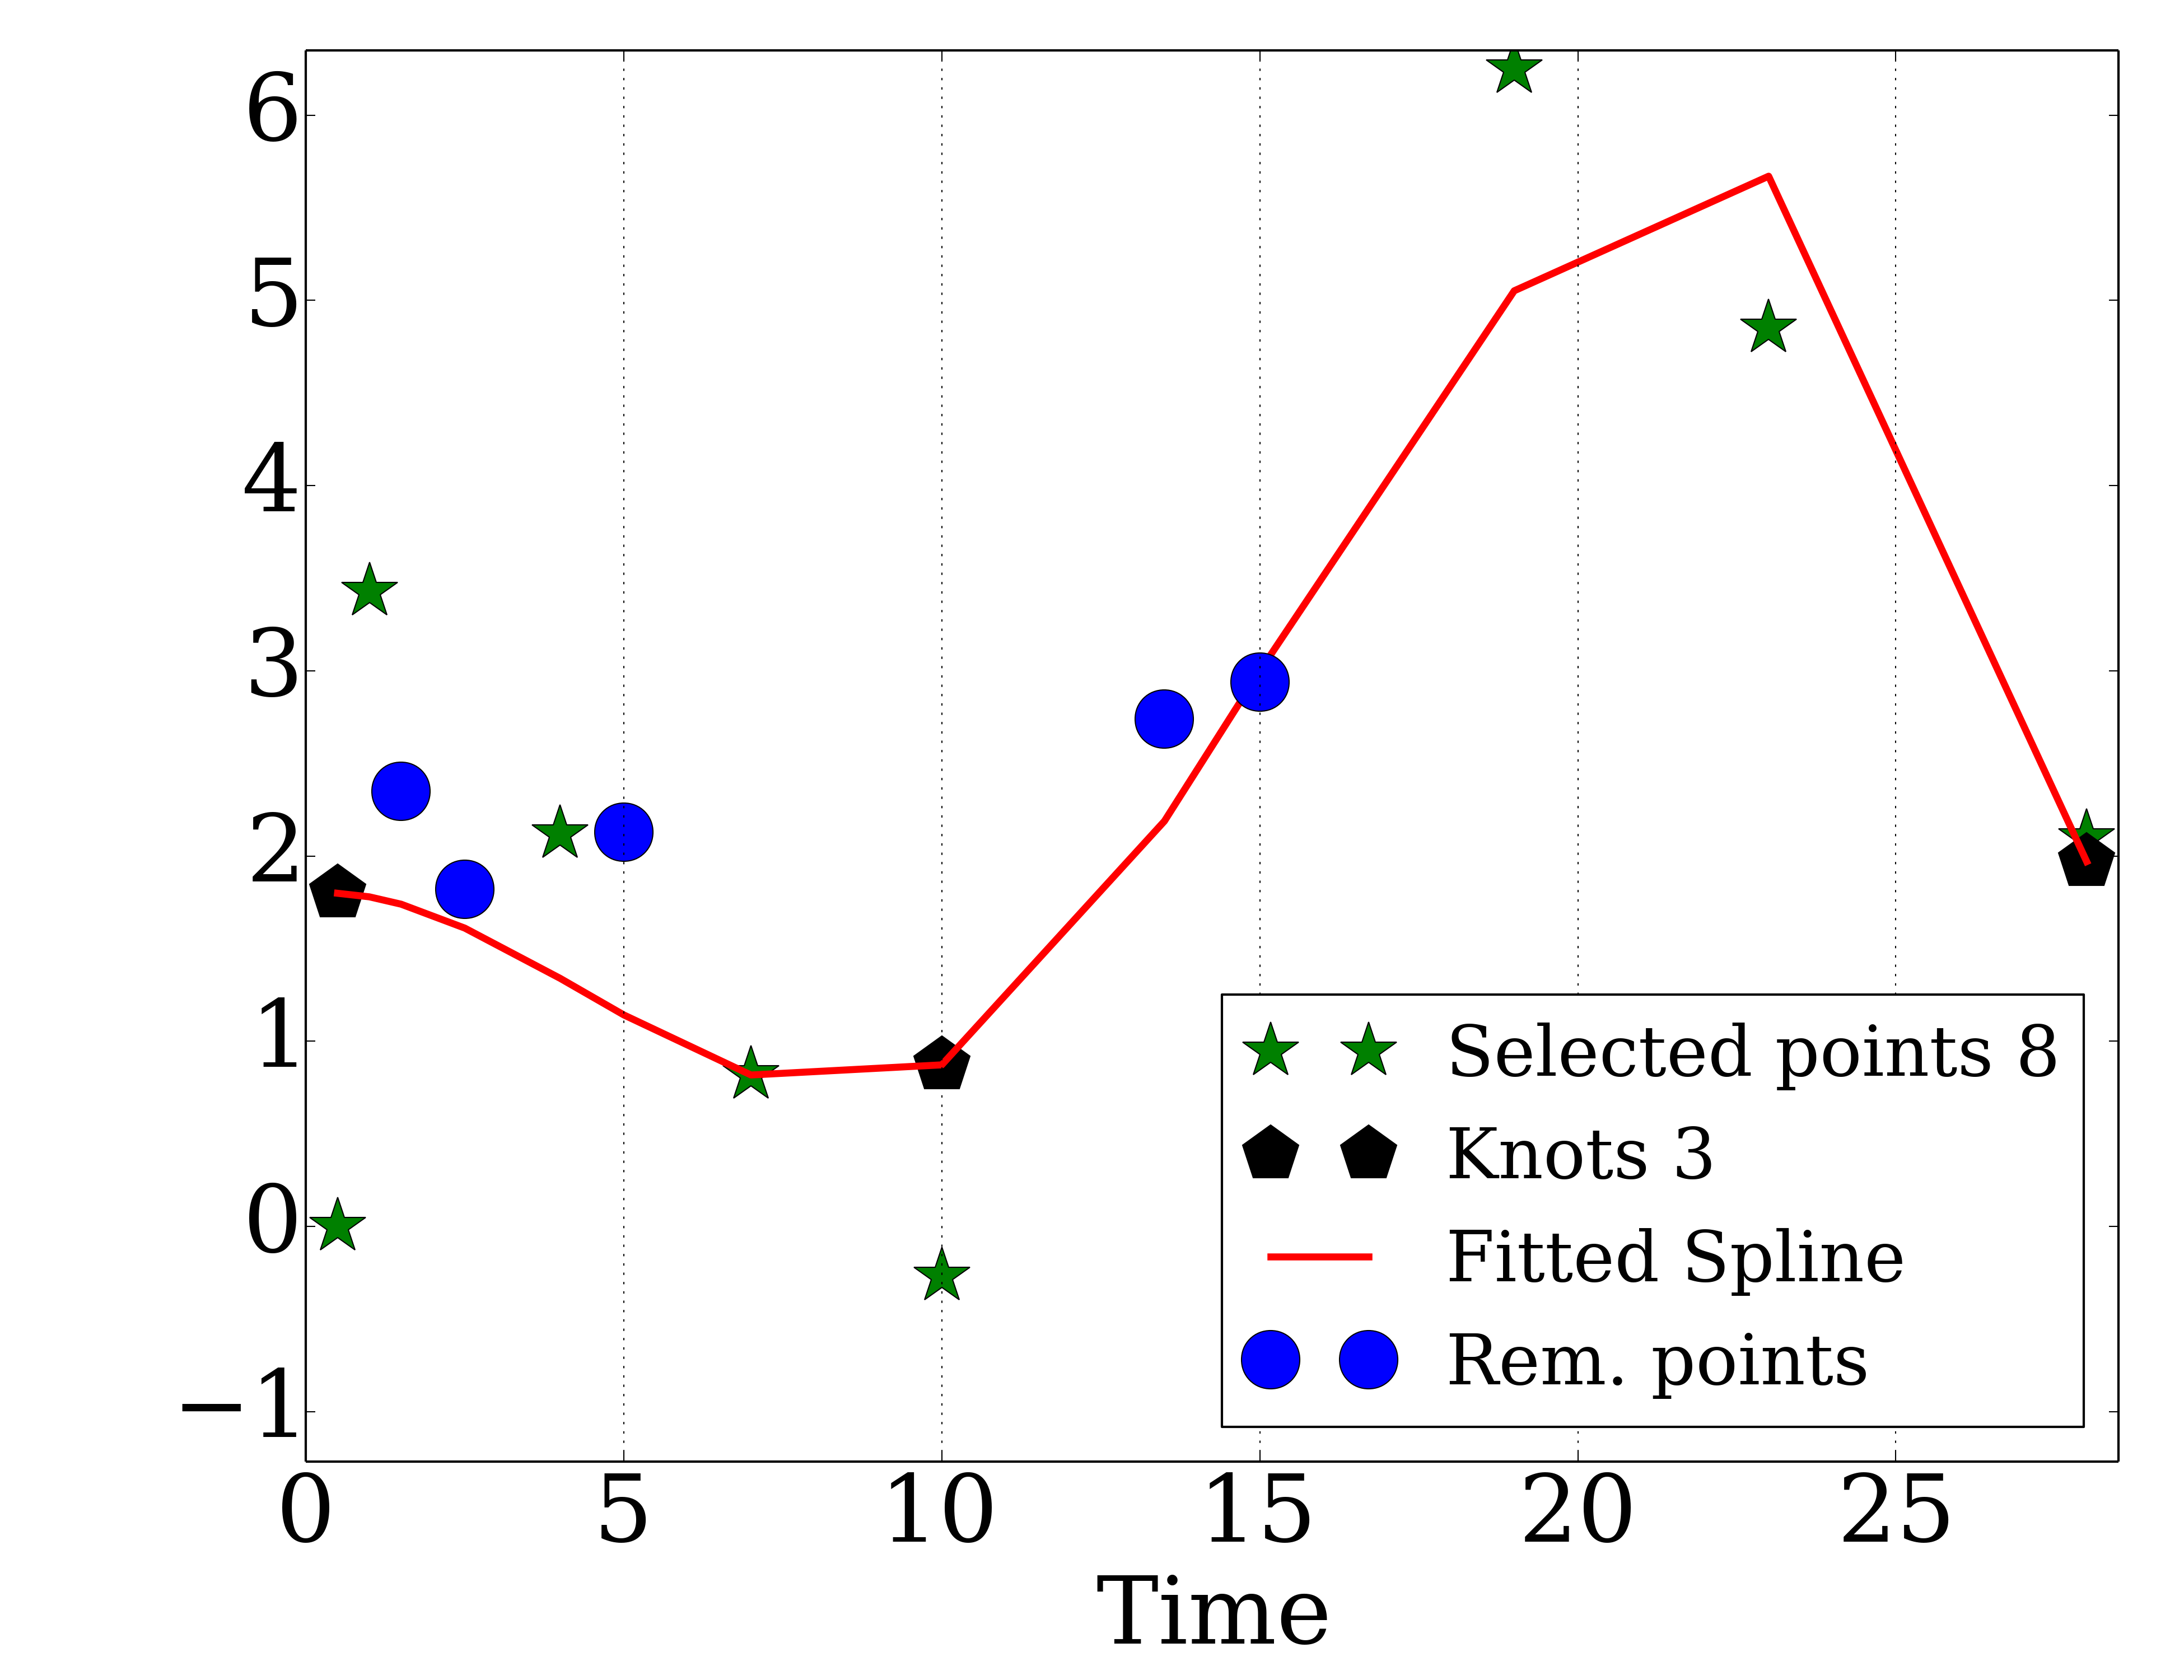 6
5
4
3
2
1
0
−1
Selected points 8
Knots 3
Fitted Spline
Rem. points
0 5 10 15 20 25
Time